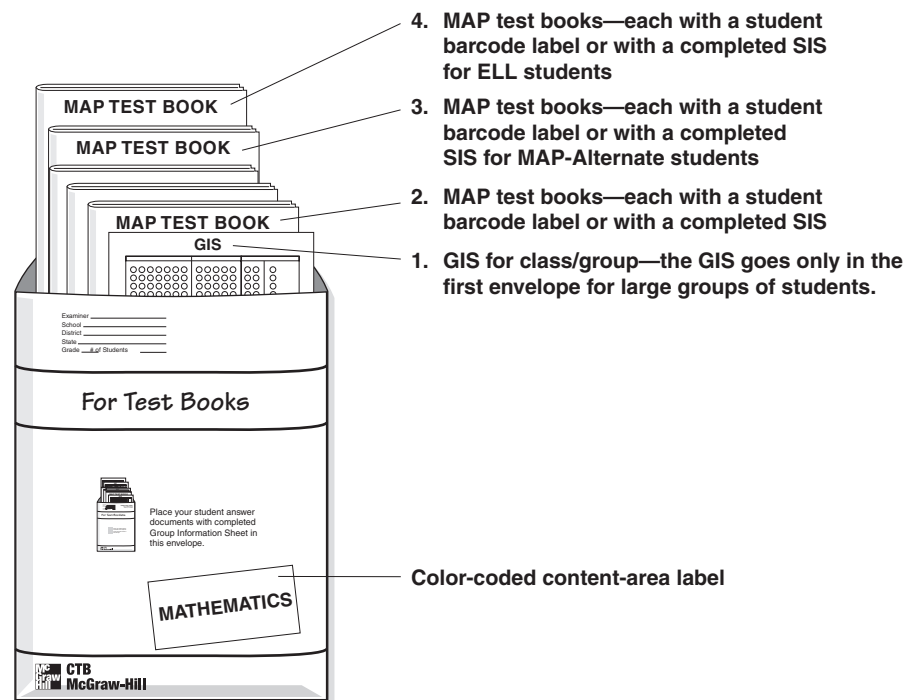 4. MAP test books—each with a student
barcode label or with a completed SIS
for ELL students
MAP TEST BOOK
3. MAP test books—each with a student
barcode label or with a completed
SIS for MAP-Alternate students
MAP TEST BOOK
2. MAP test books—each with a student
barcode label or with a completed SIS
MAP TEST BOOK
GIS
1. GIS for class/group—the GIS goes only in the
first envelope for large groups of students.
Examiner
School
District
State
Grade # of Students
For Test Books
Place your student answer
documents with completed
Group Information Sheet in
this envelope.
Color-coded content-area label
MATHEMATICS
Mc
Graw
Hill
CTB
McGraw-Hill